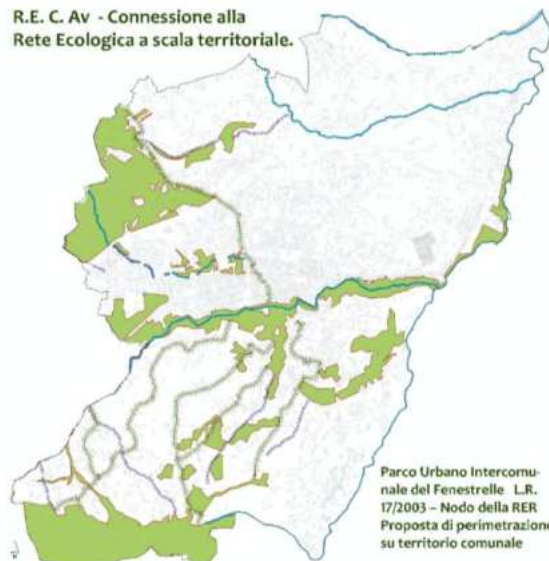 R.E. C. Av - Connessione alla
Rete Ecologica a scala territoriale.
Parco Urbano Intercomu-
nale del Fenestrelle L.R.
17/2003 – Nodo della RER
Proposta di perimetrazione
su territorio comunale